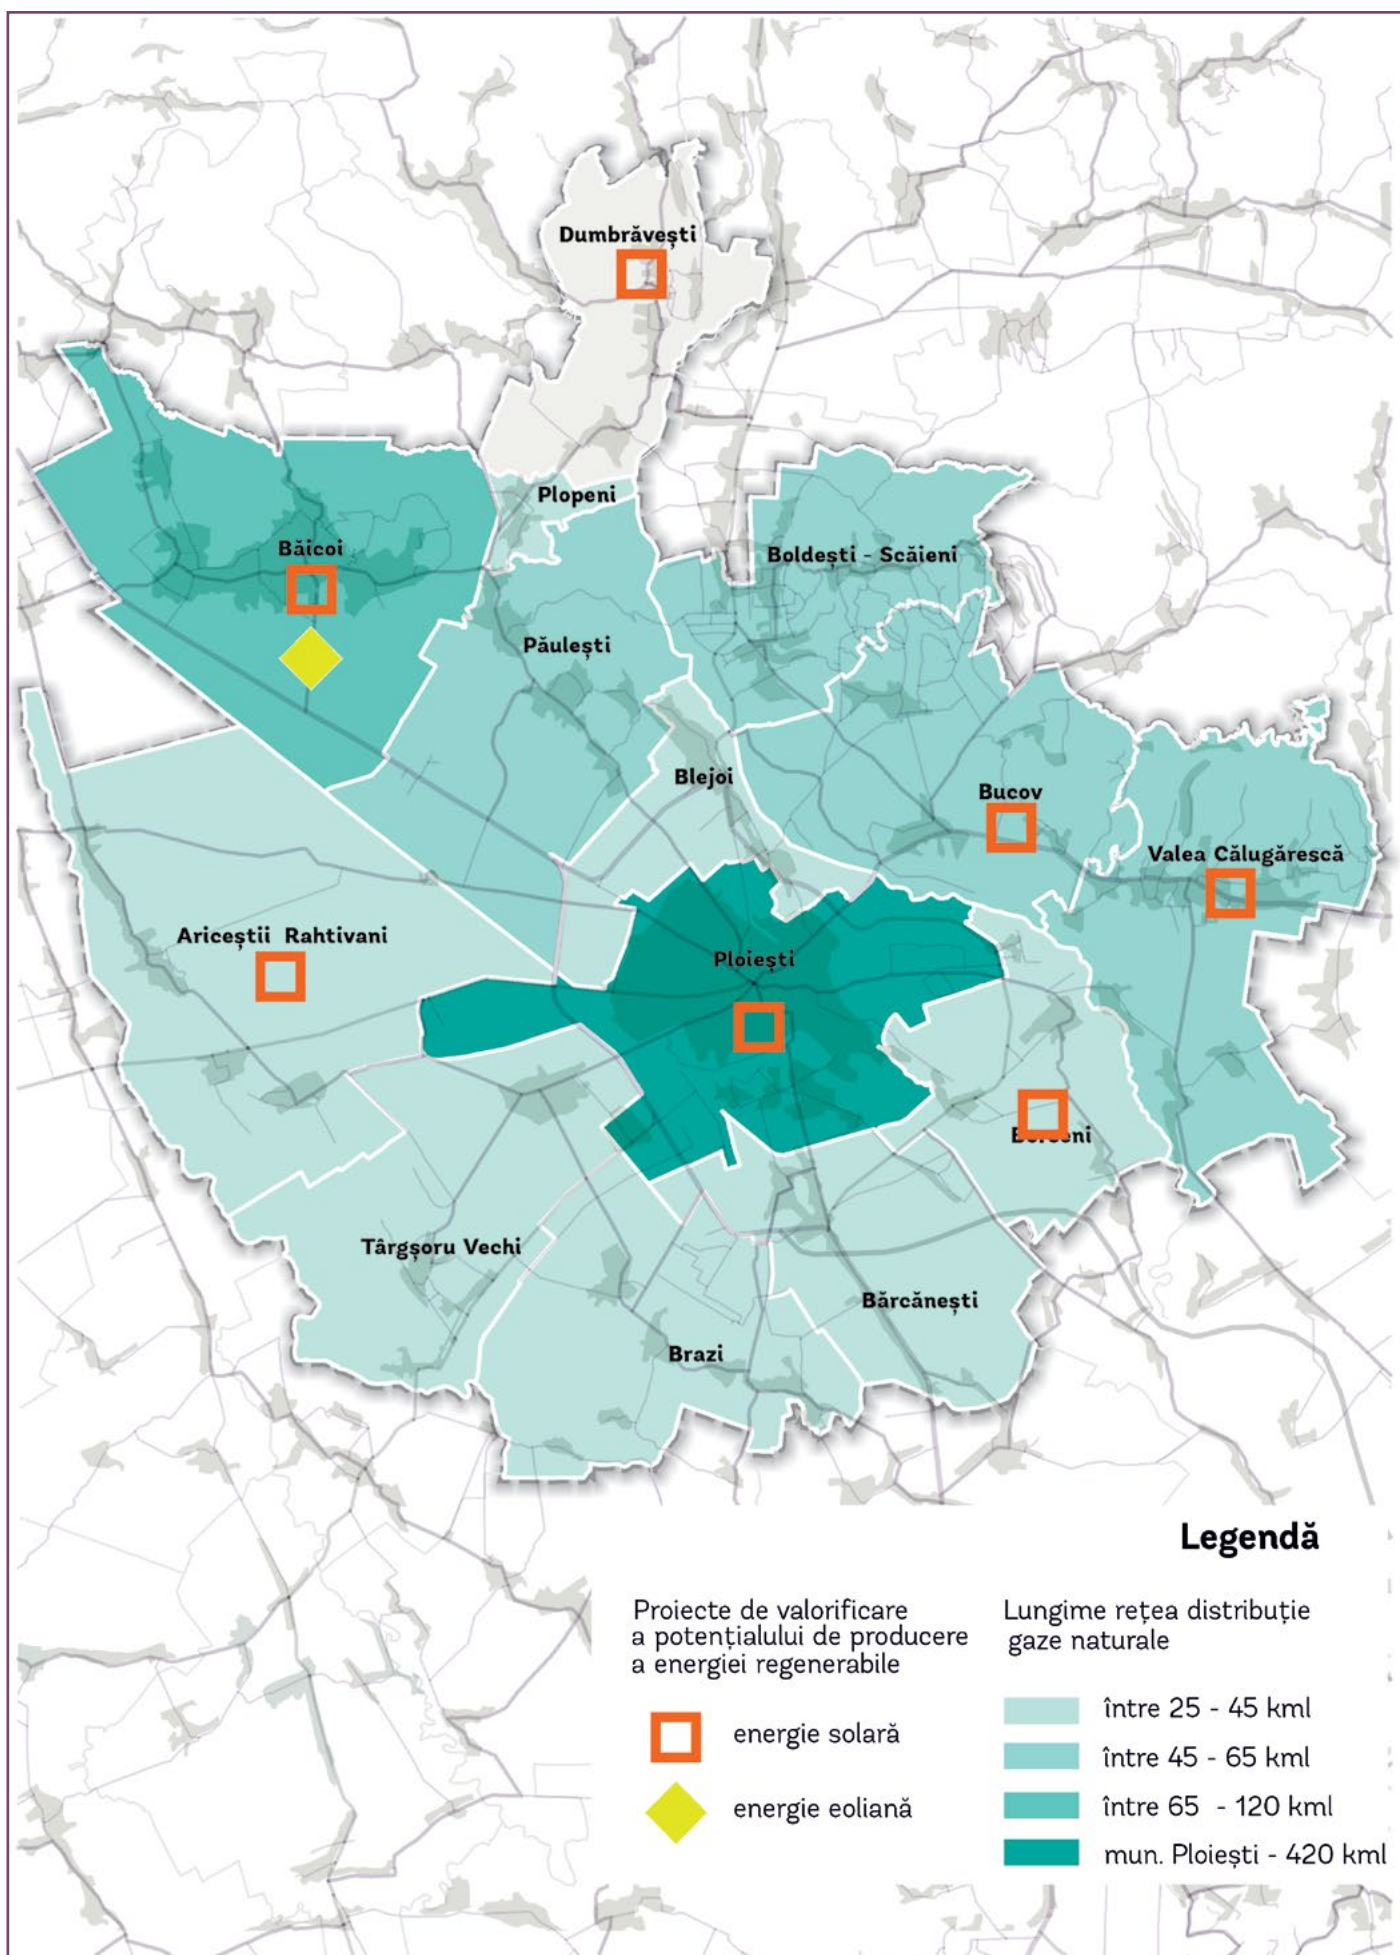 Dumbrăvești
Plopeni
Băicoi
Boldești - Scăieni
Păulești
Blejoi
Bucov
Valea Călugărescă
Ariceștii Rahtivani
Ploiești
Târgșoru Vechi
Bărcănești
Brazi
Legendă
Proiecte de valorificare
a potențialului de producere
a energiei regenerabile
energie solară
energie eoliană
Lungime rețea distribuție
gaze naturale
între 25 - 45 kml
între 45 - 65 kml
între 65 - 120 kml
mun. Ploiești - 420 kml